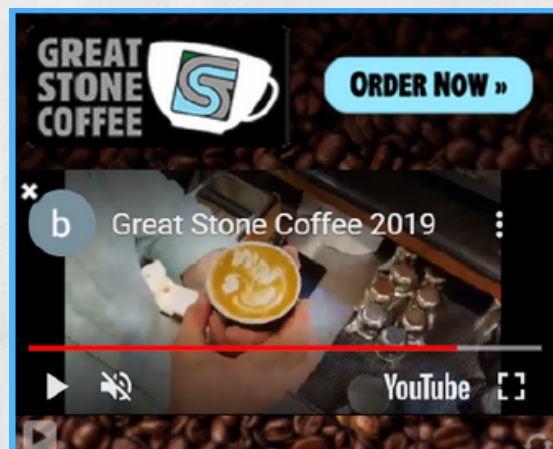 GREAT
STONE
COFFEE
ORDER NOW »
b
Great Stone Coffee 2019
YouTube